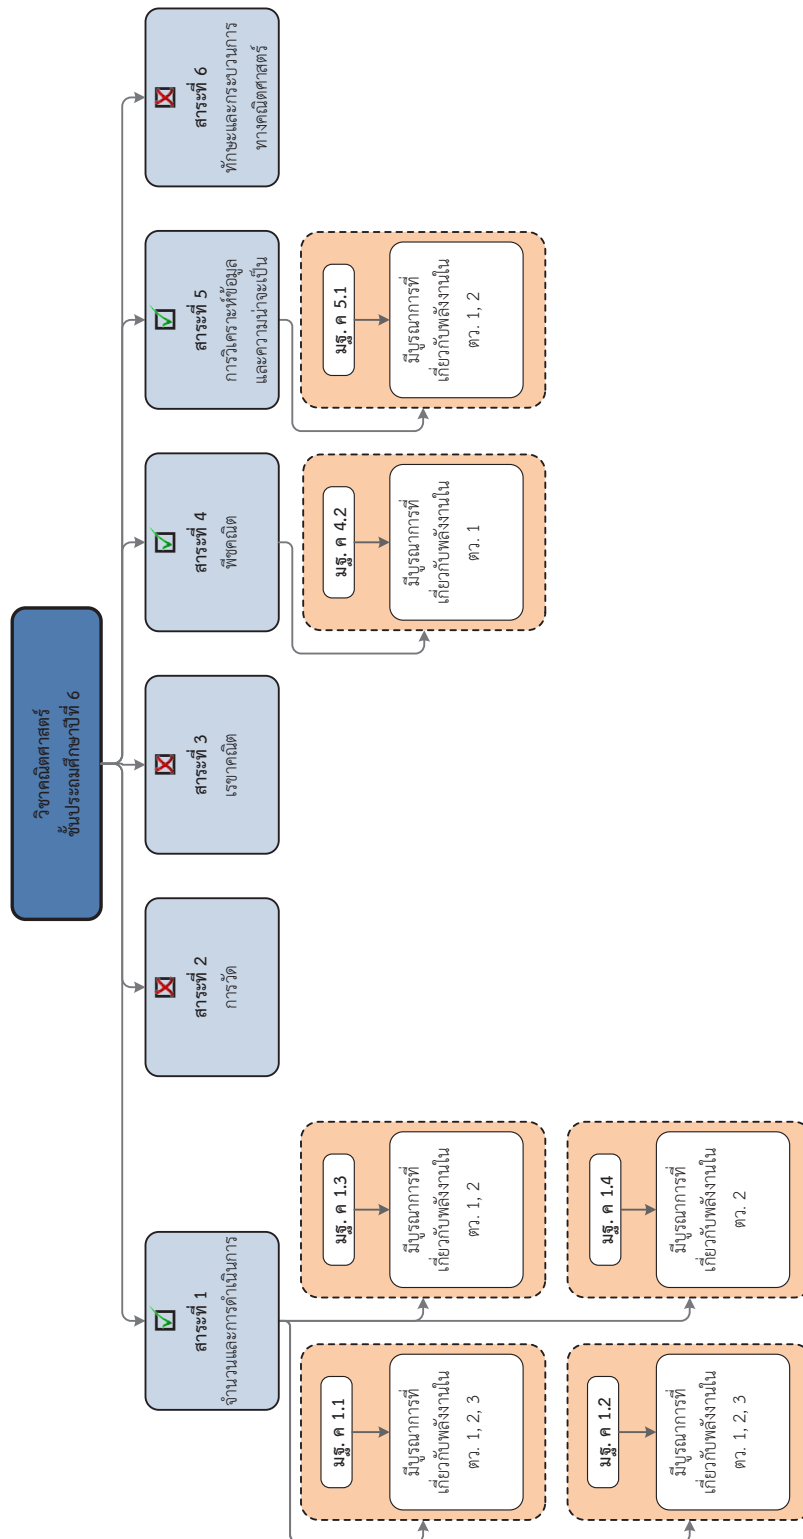 วิชาคณิตศาสตร์
ชั้นประถมศึกษาปีที่ 6
สาระที่ 1
จำนวนและการดำเนินการ
สาระที่ 2
การวัด
สาระที่ 3
เรขาคณิต
สาระที่ 4
พีชคณิต
สาระที่ 5
การวิเคราะห์ข้อมูล
และความน่าจะเป็น
สาระที่ 6
ทักษะและกระบวนการ
ทางคณิตศาสตร์
มฐ. ค 1.1
มีบูรณาการที่
เกี่ยวกับพลังงานใน
ตว. 1, 2, 3
มฐ. ค 1.3
มีบูรณาการที่
เกี่ยวกับพลังงานใน
ตว. 1, 2
มฐ. ค 4.2
มีบูรณาการที่
เกี่ยวกับพลังงานใน
ตว. 1
มฐ. ค 5.1
มีบูรณาการที่
เกี่ยวกับพลังงานใน
ตว. 1, 2
มฐ. ค 1.2
มีบูรณาการที่
เกี่ยวกับพลังงานใน
ตว. 1, 2, 3
มฐ. ค 1.4
มีบูรณาการที่
เกี่ยวกับพลังงานใน
ตว. 2